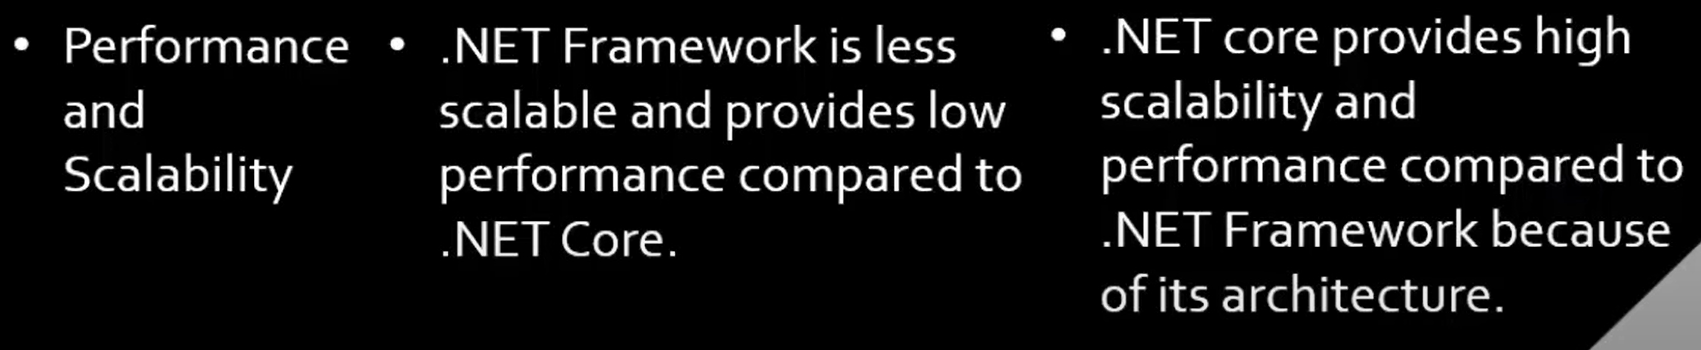 • Performance
and
Scalability
• .NET Framework is less
scalable and provides low
performance compared to
.NET Core.
• .NET core provides high
scalability and
performance compared to
.NET Framework because
of its architecture.